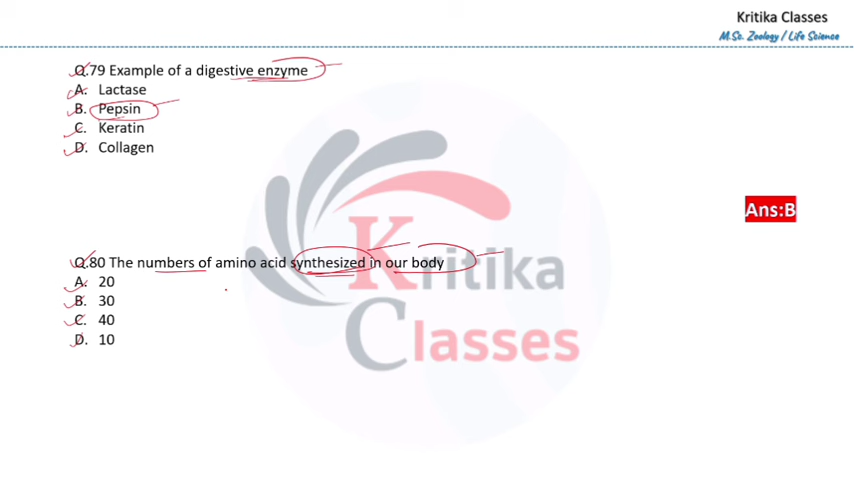 Kritika Classes
M.Sc. Zoology / Life Science
Q.79 Example of a digestive enzyme
A. Lactase
B. Pepsin
C. Keratin
D. Collagen
Ans:B
Q.80 The numbers of amino acid synthesized in our body
A. 20
B. 30
C. 40
D. 10
Kritika
Classes